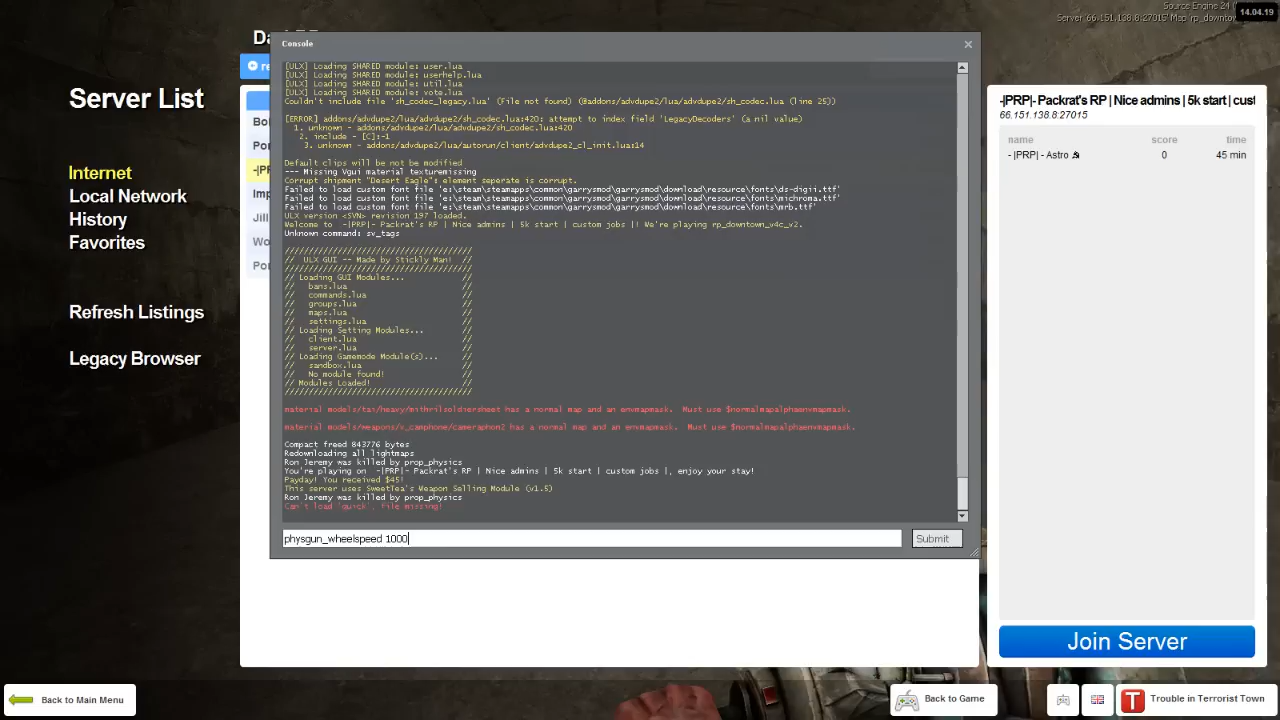 Source Engine 24
14.04.19
Server: 66.151.138.8:27015 Map rp_downtow
Console
Server List
Internet
Local Network
History
Favorites
Refresh Listings
Legacy Browser
[ULX] Loading SHARED module: user.lua
[ULX] Loading SHARED module: userhelp.lua
[ULX] Loading SHARED module: util.lua
[ULX] Loading SHARED module: vote.lua
Couldn't include file 'sh_codec_legacy.lua' (File not found) (@addons/advdupe2/lua/advdupe2/sh_codec.lua (line 25))
[ERROR] addons/advdupe2/lua/advdupe2/sh_codec.lua:420: attempt to index field 'LegacyDecoders' (a nil value)
1. unknown - addons/advdupe2/lua/advdupe2/sh_codec.lua:420
2. include - [C]:-1
3. unknown - addons/advdupe2/lua/autorun/client/advdupe2_cl_init.lua:14
Default clips will be not be modified
--- Missing Vgui material texturemissing
Corrupt shipment "Desert Eagle": element seperate is corrupt.
Failed to load custom font file 'e:\steam\steamapps\common\garrysmod\garrysmod\download\resource\fonts\ds-digii.ttf'
Failed to load custom font file 'e:\steam\steamapps\common\garrysmod\garrysmod\download\resource\fonts\michroma.ttf'
Failed to load custom font file 'e:\steam\steamapps\common\garrysmod\garrysmod\download\resource\fonts\mrb.ttf'
ULX version <SVN> revision 197 loaded.
Welcome to -|PRP|- Packrat's RP | Nice admins | 5k start | custom jobs |! We're playing rp_downtown_v4c_v2.
Unknown command: sv_tags
///////////////////////////////////////
// ULX GUI -- Made by Stickly Man! //
///////////////////////////////////////
// Loading GUI Modules... //
// bans.lua //
// commands.lua //
// groups.lua //
// maps.lua //
// settings.lua //
// Loading Setting Modules... //
// client.lua //
// server.lua //
// Loading Gamemode Module(s)... //
// sandbox.lua //
// No module found! //
// Modules Loaded! //
///////////////////////////////////////
material models/tai/heavy/mithrilsoldiersheet has a normal map and an envmapmask. Must use $normalmapalphaenvmapmask.
material models/weapons/v_camphone/cameraphon2 has a normal map and an envmapmask. Must use $normalmapalphaenvmapmask.
Compact freed 843776 bytes
Redownloading all lightmaps
Ron Jeremy was killed by prop_physics
You're playing on -|PRP|- Packrat's RP | Nice admins | 5k start | custom jobs |, enjoy your stay!
Payday! You received $45!
This server uses SweetTea's Weapon Selling Module (v1.5)
Ron Jeremy was killed by prop_physics
Can't load 'quick'. File missing!
physgun_wheelspeed 1000
Submit
-|PRP|- Packrat's RP | Nice admins | 5k start | cust
66.151.138.8:27015
name score time
- |PRP| - Astro 0 45 min
Join Server
Back to Main Menu
Back to Game
T Trouble in Terrorist Town